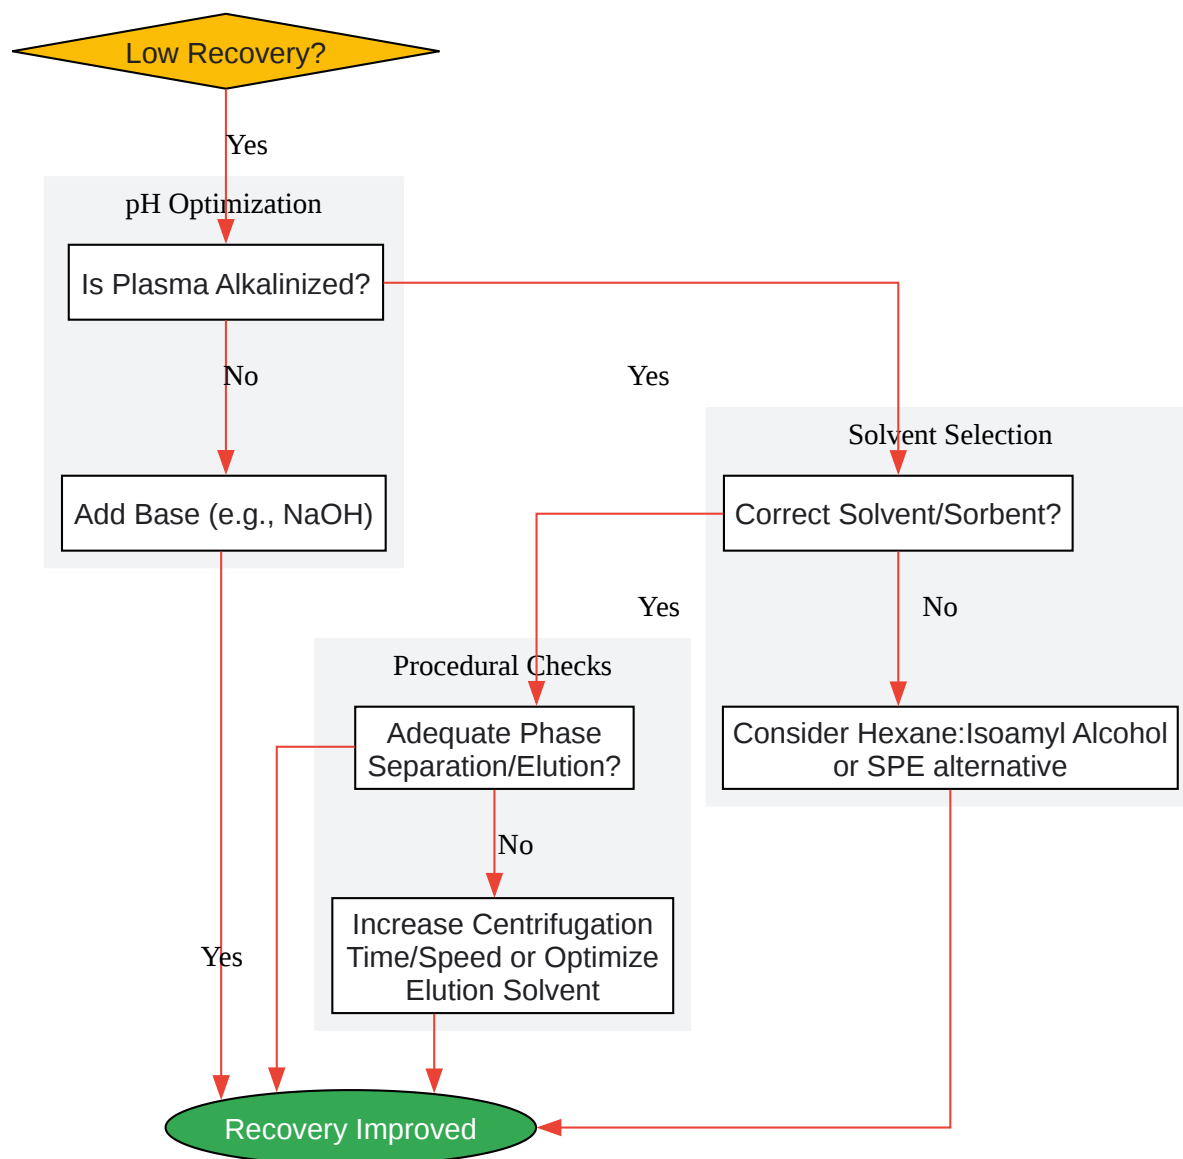 Low Recovery?
Yes
pH Optimization
Is Plasma Alkalinized?
No
Yes
Solvent Selection
Add Base (e.g., NaOH)
Correct Solvent/Sorbent?
Yes
No
Procedural Checks
Adequate Phase
Separation/Elution?
Consider Hexane:Isoamyl Alcohol
or SPE alternative
No
Increase Centrifugation
Time/Speed or Optimize
Elution Solvent
Yes
Recovery Improved